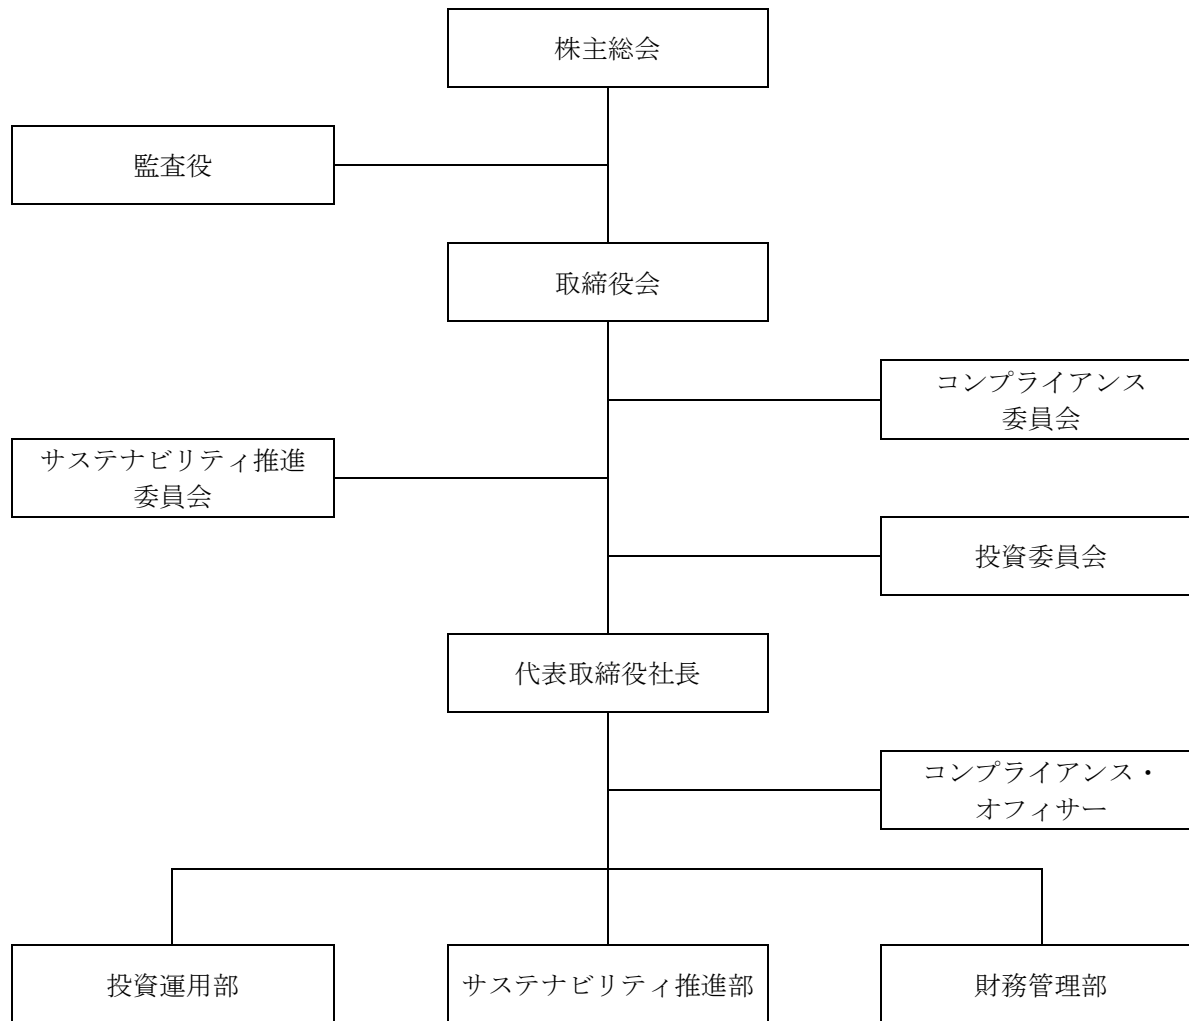 株主総会
監査役
取締役会
コンプライアンス
委員会
サステナビリティ推進
委員会
投資委員会
代表取締役社長
コンプライアンス・
オフィサー
投資運用部
サステナビリティ推進部
財務管理部